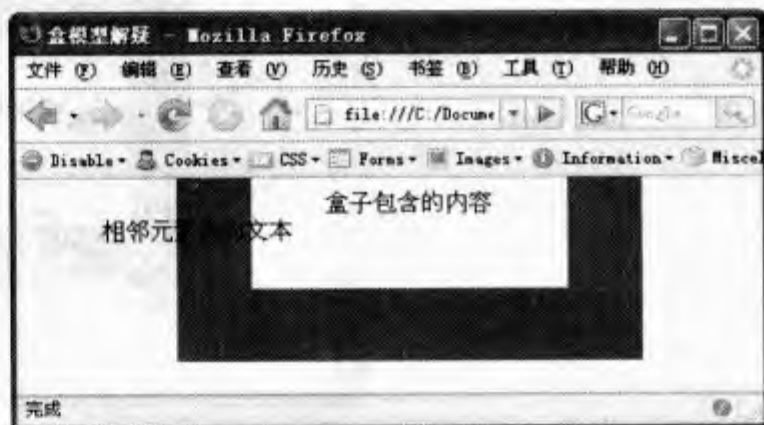 盒模型解疑 - Mozilla Firefox
文件 (F) 编辑 (E) 查看 (V) 历史 (S) 书签 (B) 工具 (T) 帮助 (H)
file:///C:/Docume Google
Disable Cookies CSS Forms Images Information Miscel
盒子包含的内容
相邻元 文本
完成